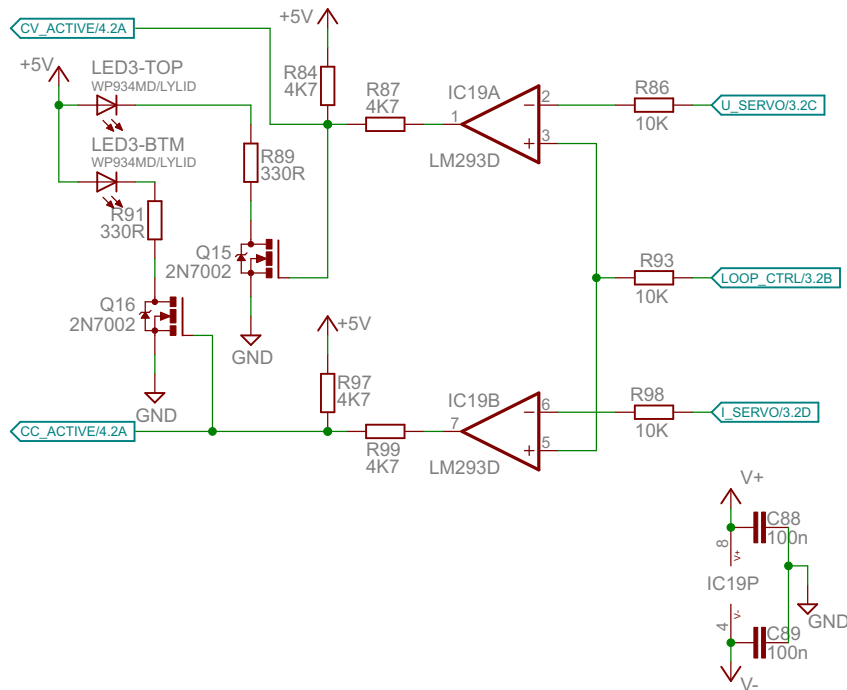 CV_ACTIVE/4.2A
+5V
+5V
LED3-TOP
WP934MD/LYLID
R84
4K7
R87
4K7
IC19A
1
2
3
LM293D
R86
10K
U_SERVO/3.2C
LED3-BTM
WP934MD/LYLID
R89
330R
R91
330R
Q15
2N7002
R93
10K
LOOP_CTRL/3.2B
Q16
2N7002
GND
+5V
GND
R97
4K7
IC19B
7
6
5
LM293D
R98
10K
I_SERVO/3.2D
CC_ACTIVE/4.2A
R99
4K7
V+
C88
100n
8
V+
IC19P
GND
4
V-
C89
100n
V-